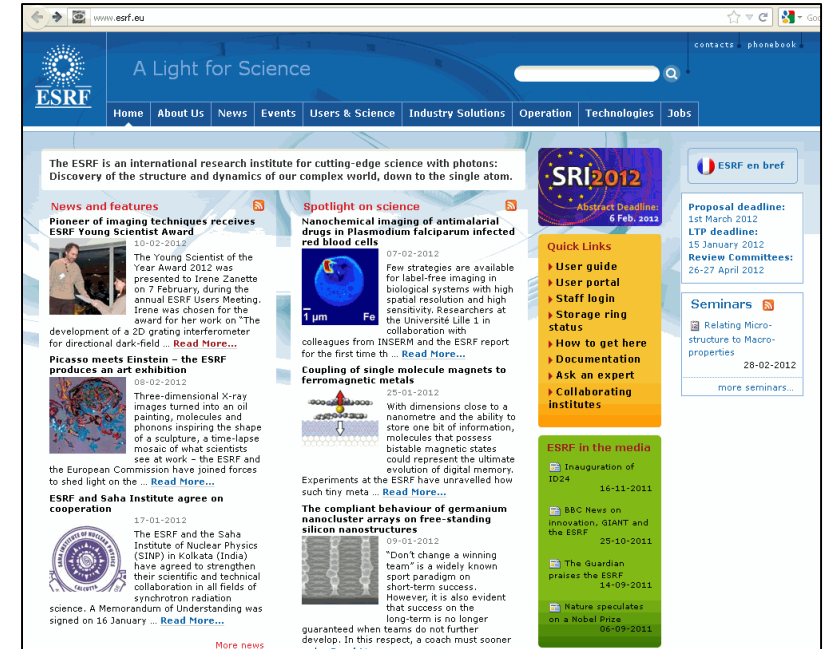 www.esrf.eu
Goo
contacts phonebook
ESRF
A Light for Science
Home About Us News Events Users & Science Industry Solutions Operation Technologies Jobs
The ESRF is an international research institute for cutting-edge science with photons:
Discovery of the structure and dynamics of our complex world, down to the single atom.
News and features
Pioneer of imaging techniques receives
ESRF Young Scientist Award
10-02-2012
The Young Scientist of the
Year Award 2012 was
presented to Irene Zanette
on 7 February, during the
annual ESRF Users Meeting.
Irene was chosen for the
award for her work on "The
development of a 2D grating interferometer
for directional dark-field ... Read More...
Picasso meets Einstein – the ESRF
produces an art exhibition
08-02-2012
Three-dimensional X-ray
images turned into an oil
painting, molecules and
phonons inspiring the shape
of a sculpture, a time-lapse
mosaic of what scientists
see at work – the ESRF and
the European Commission have joined forces
to shed light on the ... Read More...
ESRF and Saha Institute agree on
cooperation
17-01-2012
SAHA INSTITUTE OF NUCLEAR PHYSICS
CALCUTTA
The ESRF and the Saha
Institute of Nuclear Physics
(SINP) in Kolkata (India)
have agreed to strengthen
their scientific and technical
collaboration in all fields of
synchrotron radiation
science. A Memorandum of Understanding was
signed on 16 January ... Read More...
More news
Spotlight on science
Nanochemical imaging of antimalarial
drugs in Plasmodium falciparum infected
red blood cells
07-02-2012
1 µm Fe
Few strategies are available
for label-free imaging in
biological systems with high
spatial resolution and high
sensitivity. Researchers at
the Université Lille 1 in
collaboration with
colleagues from INSERM and the ESRF report
for the first time th ... Read More...
Coupling of single molecule magnets to
ferromagnetic metals
25-01-2012
With dimensions close to a
nanometre and the ability to
store one bit of information,
molecules that possess
bistable magnetic states
could represent the ultimate
evolution of digital memory.
Experiments at the ESRF have unravelled how
such tiny meta ... Read More...
The compliant behaviour of germanium
nanocluster arrays on free-standing
silicon nanostructures
09-01-2012
"Don't change a winning
team" is a widely known
sport paradigm on
short-term success.
However, it is also evident
that success on the
long-term is no longer
guaranteed when teams do not further
develop. In this respect, a coach must sooner
SRI2012
Abstract Deadline:
6 Feb. 2012
Quick Links
User guide
User portal
Staff login
Storage ring
status
How to get here
Documentation
Ask an expert
Collaborating
institutes
ESRF in the media
Inauguration of
ID24
16-11-2011
BBC News on
innovation, GIANT and
the ESRF
25-10-2011
The Guardian
praises the ESRF
14-09-2011
Nature speculates
on a Nobel Prize
06-09-2011
ESRF en bref
Proposal deadline:
1st March 2012
LTP deadline:
15 January 2012
Review Committees:
26-27 April 2012
Seminars
Relating Micro-
structure to Macro-
properties
28-02-2012
more seminars...